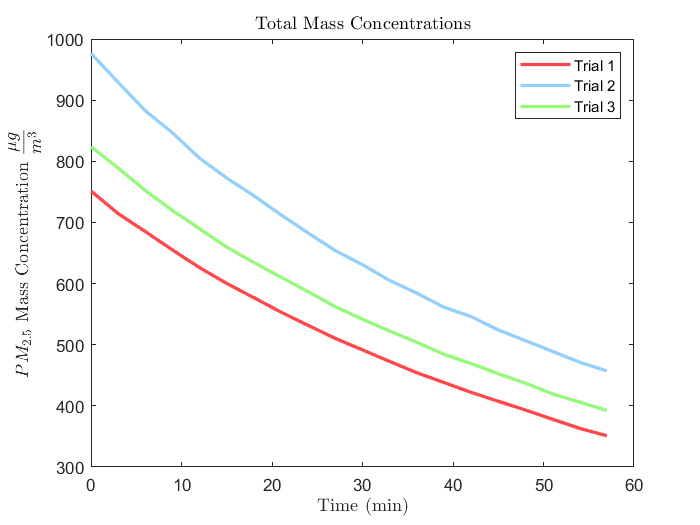 Total Mass Concentrations
1000
900
800
700
600
500
400
300
PM2.5 Mass Concentration μg/m³
0 10 20 30 40 50 60
Time (min)
Trial 1
Trial 2
Trial 3